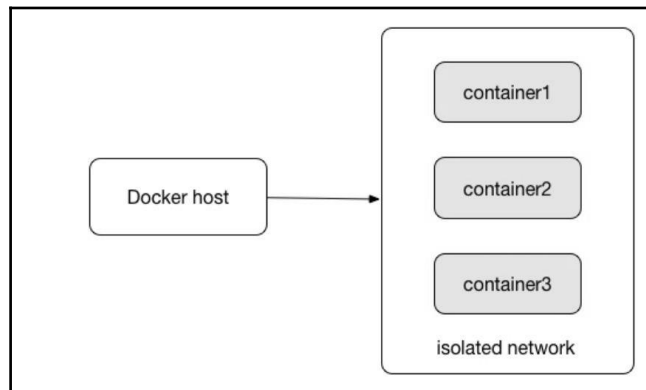 Docker host
container1
container2
container3
isolated network